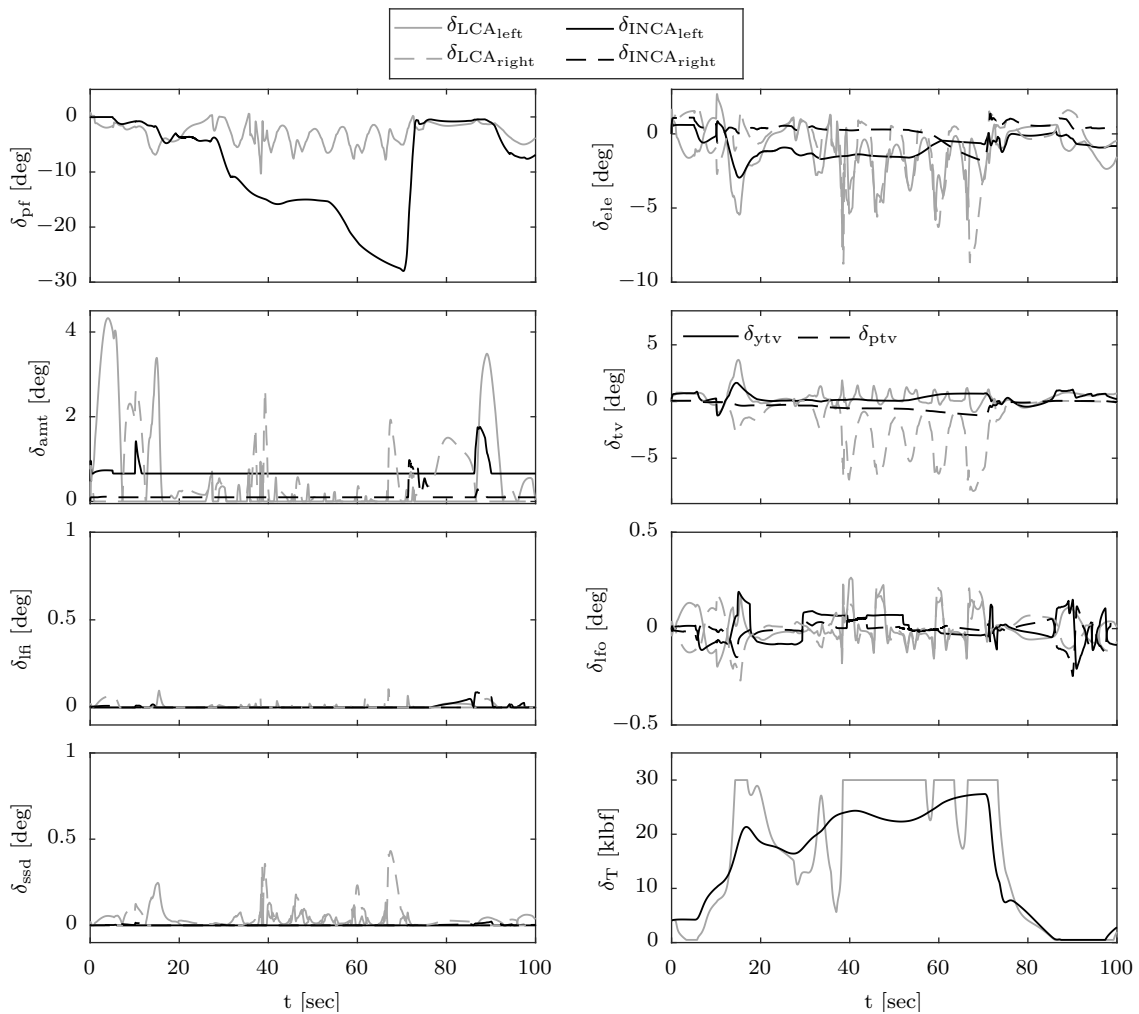 δLCAleft δINCAleft
δLCAright δINCAright
0
−10
−20
−30
δpf [deg]
0
−5
−10
δele [deg]
4
2
0
δamt [deg]
5
0
−5
δtv [deg]
δytv δptv
1
0.5
0
δlfi [deg]
0.5
0
−0.5
δlfo [deg]
1
0.5
0
δssd [deg]
0 20 40 60 80 100
t [sec]
30
20
10
0
δT [klbf]
0 20 40 60 80 100
t [sec]